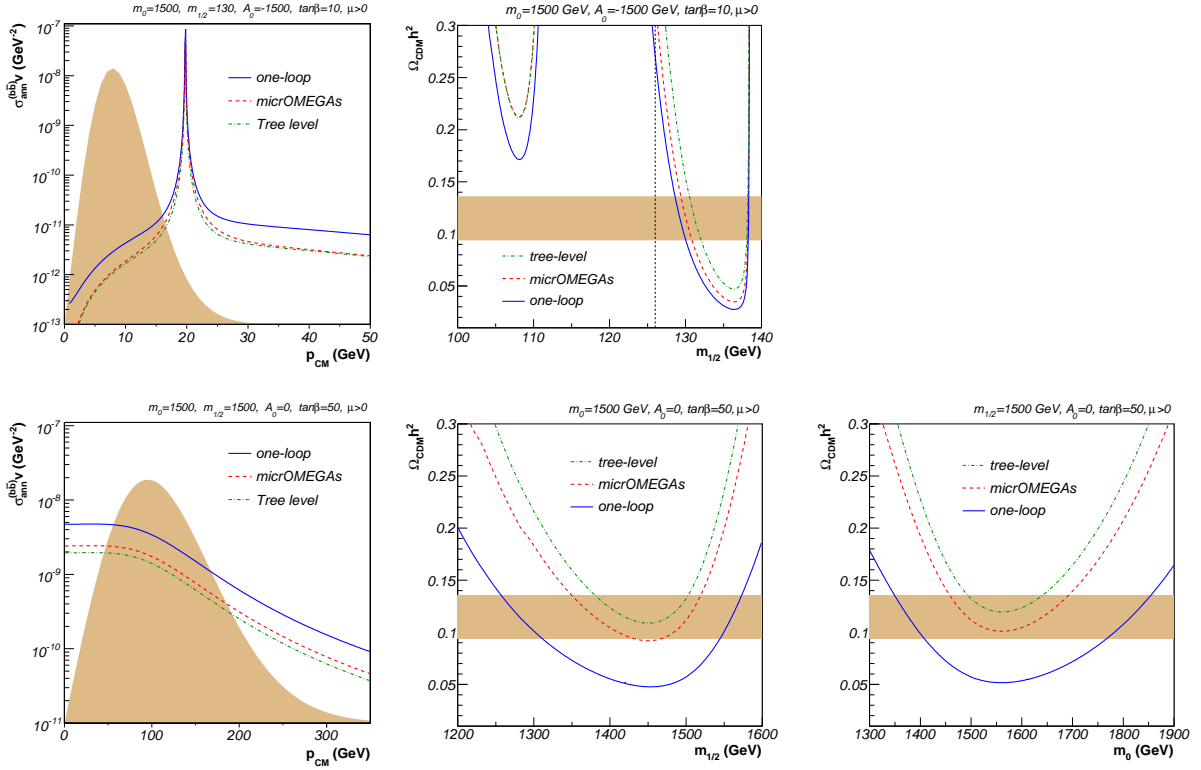 m₀=1500, m₁/₂=130, A₀=-1500, tanβ=10, μ>0
σ_ann^(bb̄) v (GeV⁻²)
10⁻⁷
10⁻⁸
10⁻⁹
10⁻¹⁰
10⁻¹¹
10⁻¹²
10⁻¹³
one-loop
micrOMEGAs
Tree level
0 10 20 30 40 50
p_CM (GeV)
m₀=1500 GeV, A₀=-1500 GeV, tanβ=10, μ>0
Ω_CDM h²
0.3
0.25
0.2
0.15
0.1
0.05
tree-level
micrOMEGAs
one-loop
100 110 120 130 140
m₁/₂ (GeV)
m₀=1500, m₁/₂=1500, A₀=0, tanβ=50, μ>0
σ_ann^(bb̄) v (GeV⁻²)
10⁻⁷
10⁻⁸
10⁻⁹
10⁻¹⁰
10⁻¹¹
one-loop
micrOMEGAs
Tree level
0 100 200 300
p_CM (GeV)
m₀=1500 GeV, A₀=0, tanβ=50, μ>0
Ω_CDM h²
0.3
0.25
0.2
0.15
0.1
0.05
tree-level
micrOMEGAs
one-loop
1200 1300 1400 1500 1600
m₁/₂ (GeV)
m₁/₂=1500 GeV, A₀=0, tanβ=50, μ>0
Ω_CDM h²
0.3
0.25
0.2
0.15
0.1
0.05
tree-level
micrOMEGAs
one-loop
1300 1400 1500 1600 1700 1800 1900
m₀ (GeV)